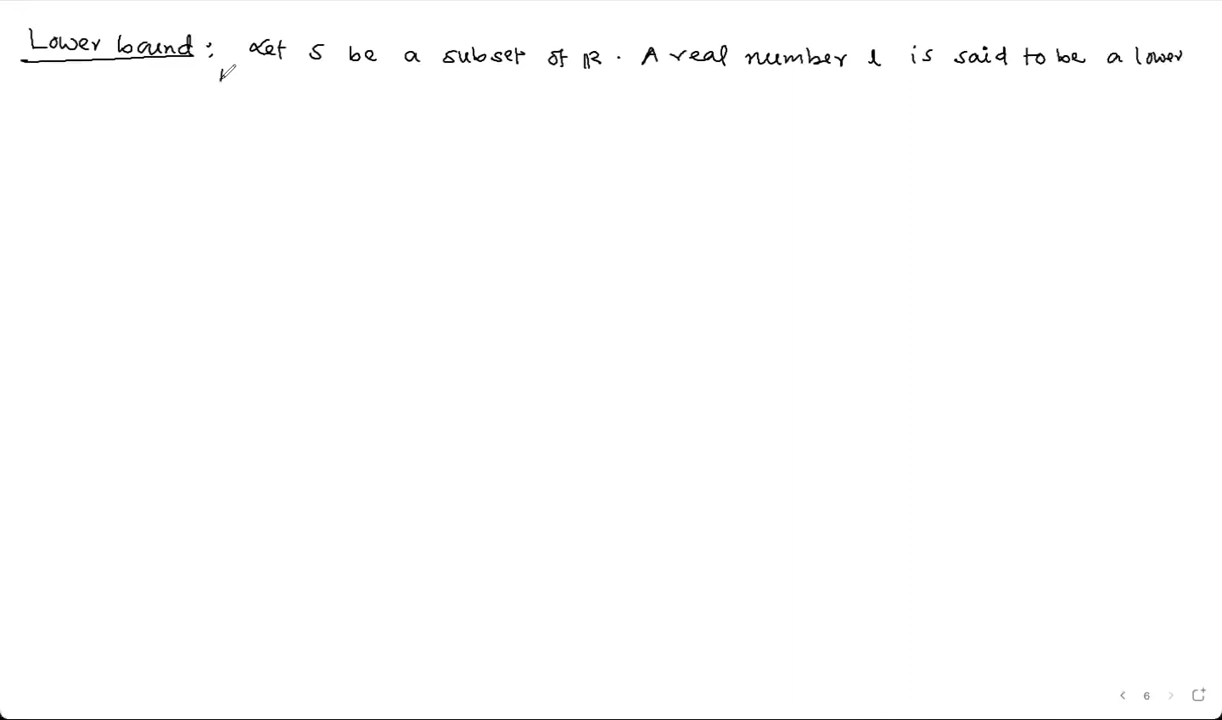 Lower bound : Let S be a subset of ℝ . A real number l is said to be a lower
6